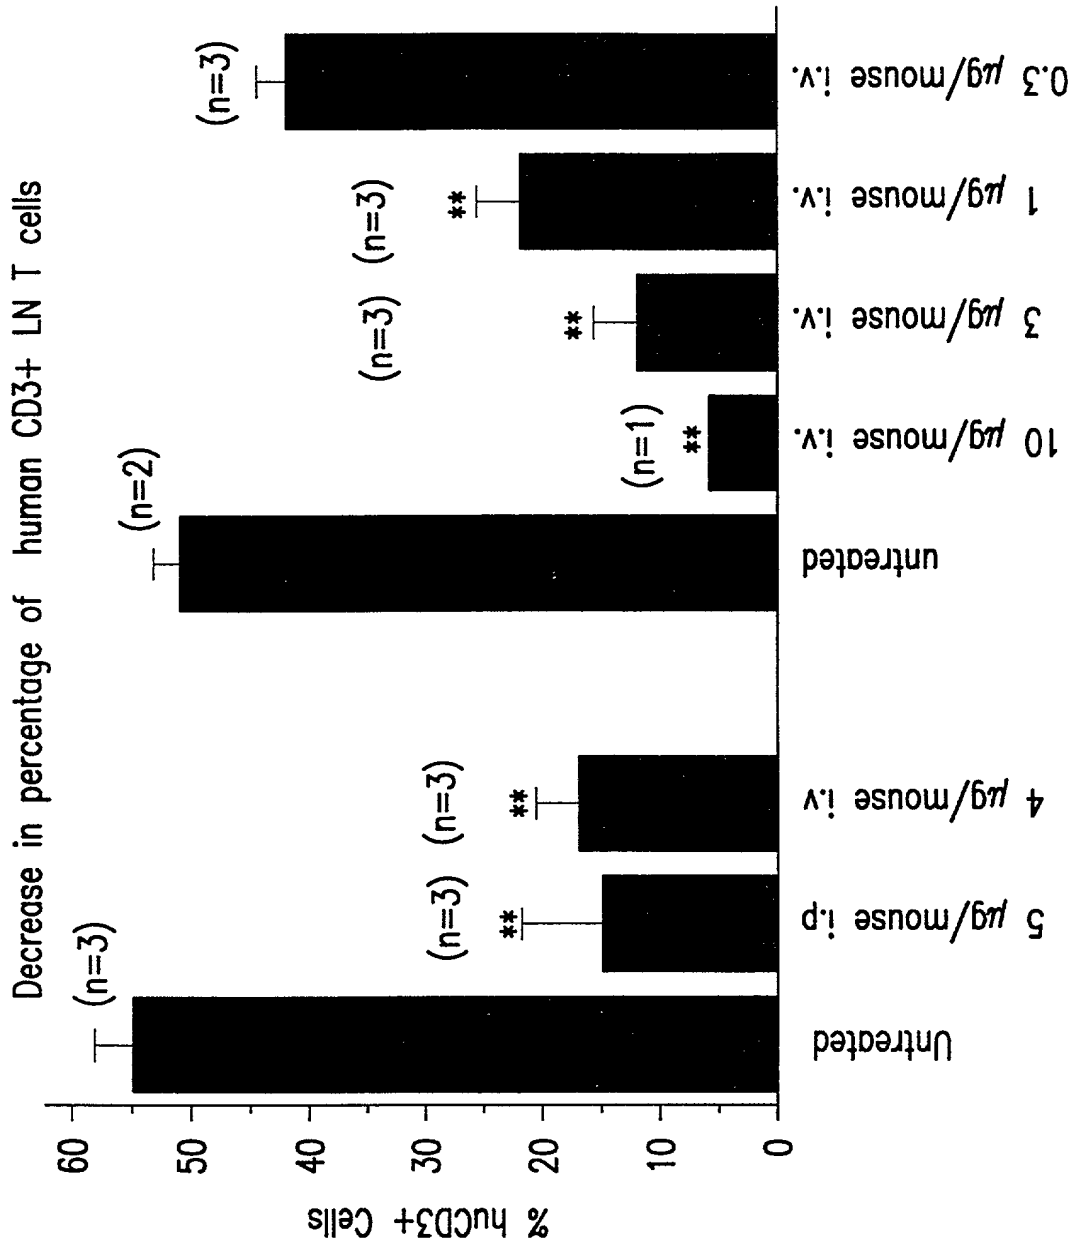 Decrease in percentage of human CD3+ LN T cells
% huCD3+ Cells
60
50
40
30
20
10
0
(n=3)
(n=3)
**
(n=3)
**
(n=2)
(n=1)
**
(n=3)
**
(n=3)
**
(n=3)
Untreated
5 µg/mouse i.p
4 µg/mouse i.v
untreated
10 µg/mouse i.v.
3 µg/mouse i.v.
1 µg/mouse i.v.
0.3 µg/mouse i.v.